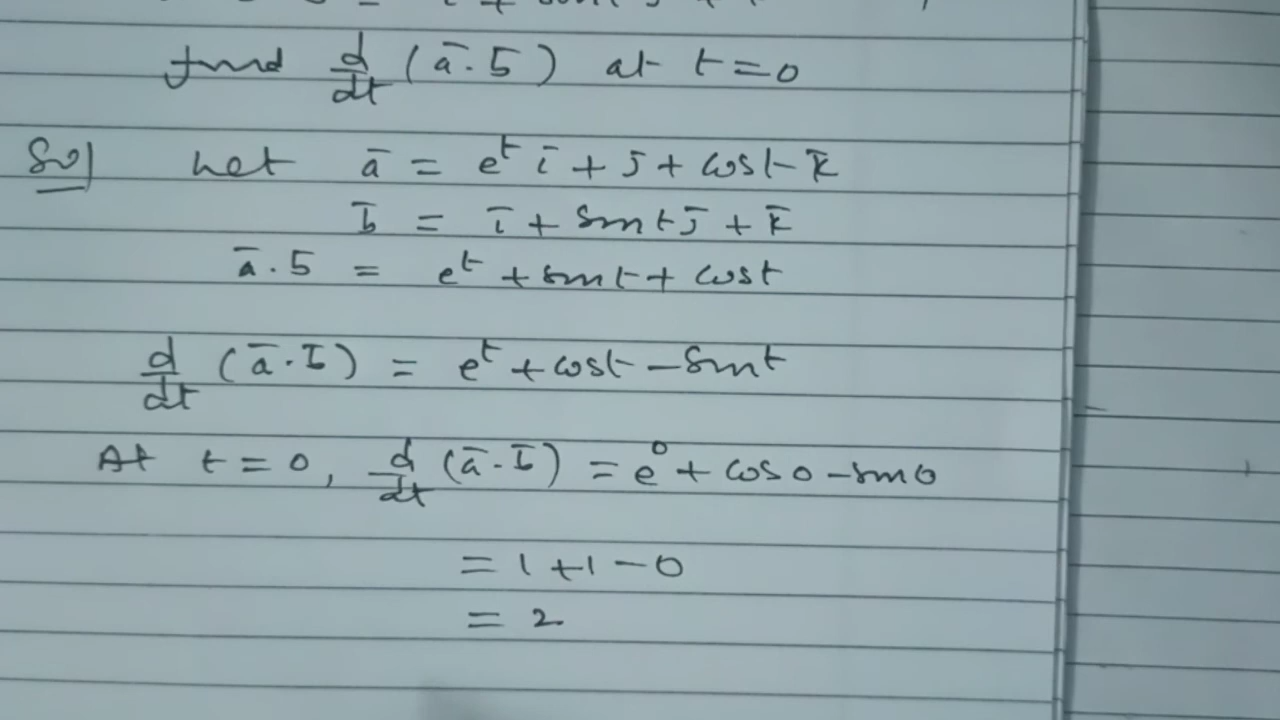 find d/dt (ā . b̄) at t = 0
Sol Let ā = e^t ī + j̄ + cost k̄
b̄ = ī + sint j̄ + k̄
ā . b̄ = e^t + sint + cost
d/dt (ā . b̄) = e^t + cost - sint
At t = 0, d/dt (ā . b̄) = e^0 + cos0 - sin0
= 1 + 1 - 0
= 2